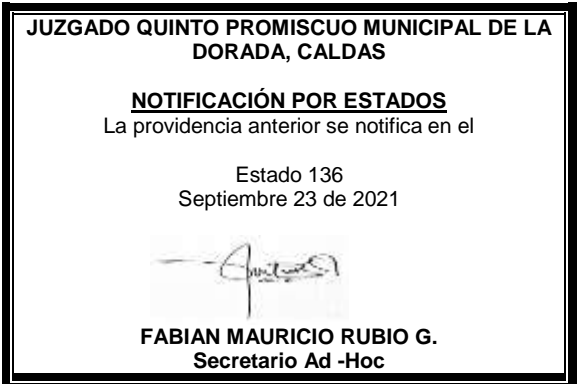 JUZGADO QUINTO PROMISCUO MUNICIPAL DE LA
DORADA, CALDAS
NOTIFICACIÓN POR ESTADOS
La providencia anterior se notifica en el
Estado 136
Septiembre 23 de 2021
FABIAN MAURICIO RUBIO G.
Secretario Ad -Hoc